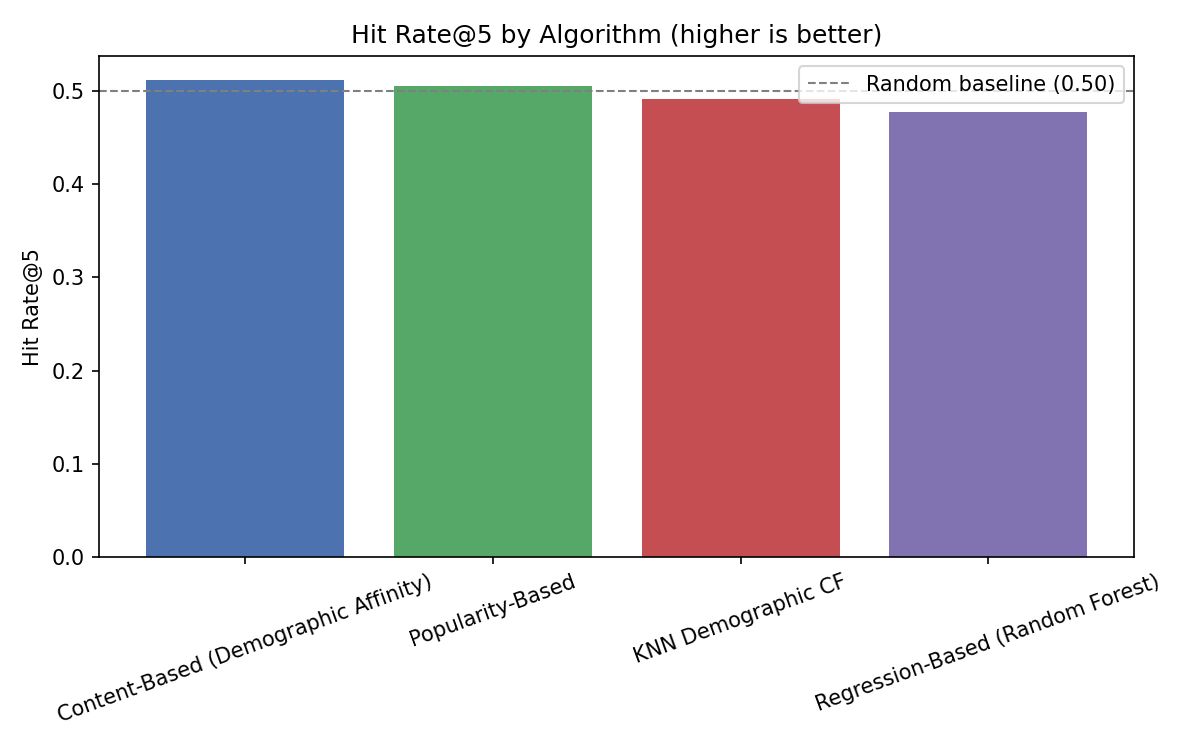 Hit Rate@5 by Algorithm (higher is better)
Random baseline (0.50)
Hit Rate@5
0.5
0.4
0.3
0.2
0.1
0.0
Content-Based (Demographic Affinity)
Popularity-Based
KNN Demographic CF
Regression-Based (Random Forest)